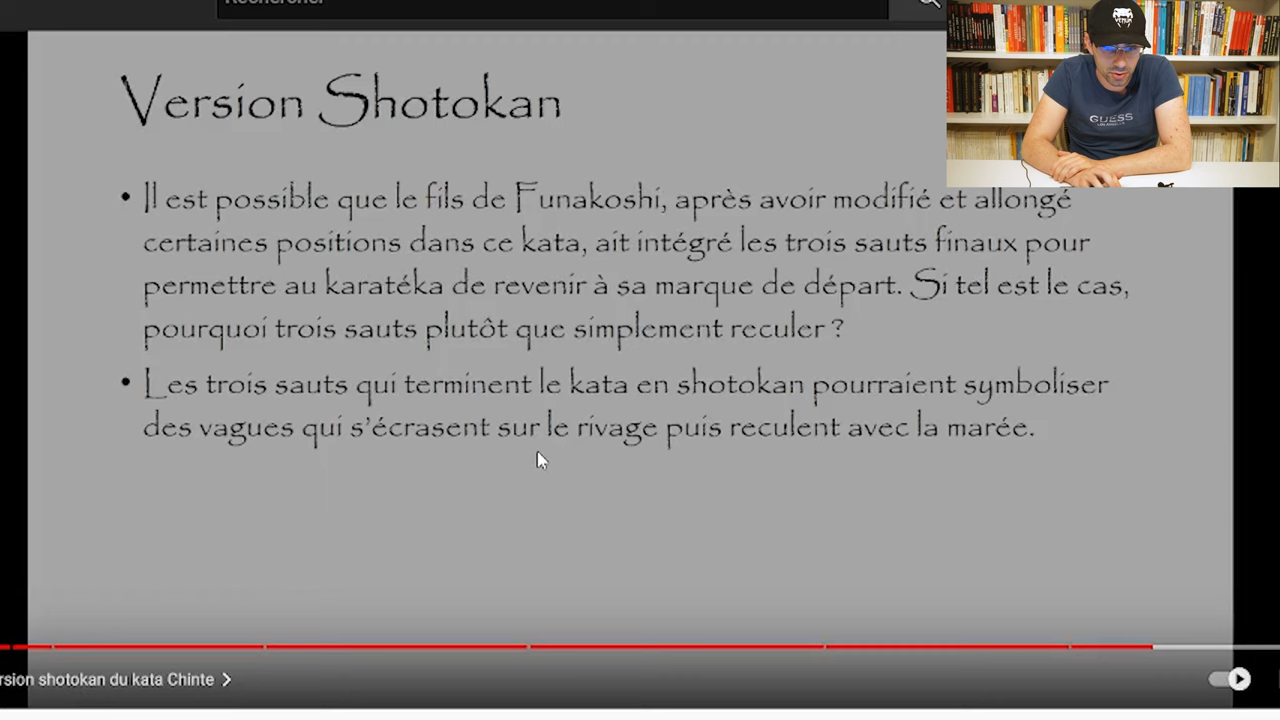 Rechercher
Version Shotokan
VENUM
GUESS
• Il est possible que le fils de Funakoshi, après avoir modifié et allongé
certaines positions dans ce kata, ait intégré les trois sauts finaux pour
permettre au karatéka de revenir à sa marque de départ. Si tel est le cas,
pourquoi trois sauts plutôt que simplement reculer ?
• Les trois sauts qui terminent le kata en shotokan pourraient symboliser
des vagues qui s’écrasent sur le rivage puis reculent avec la marée.
rsion shotokan du kata Chinte